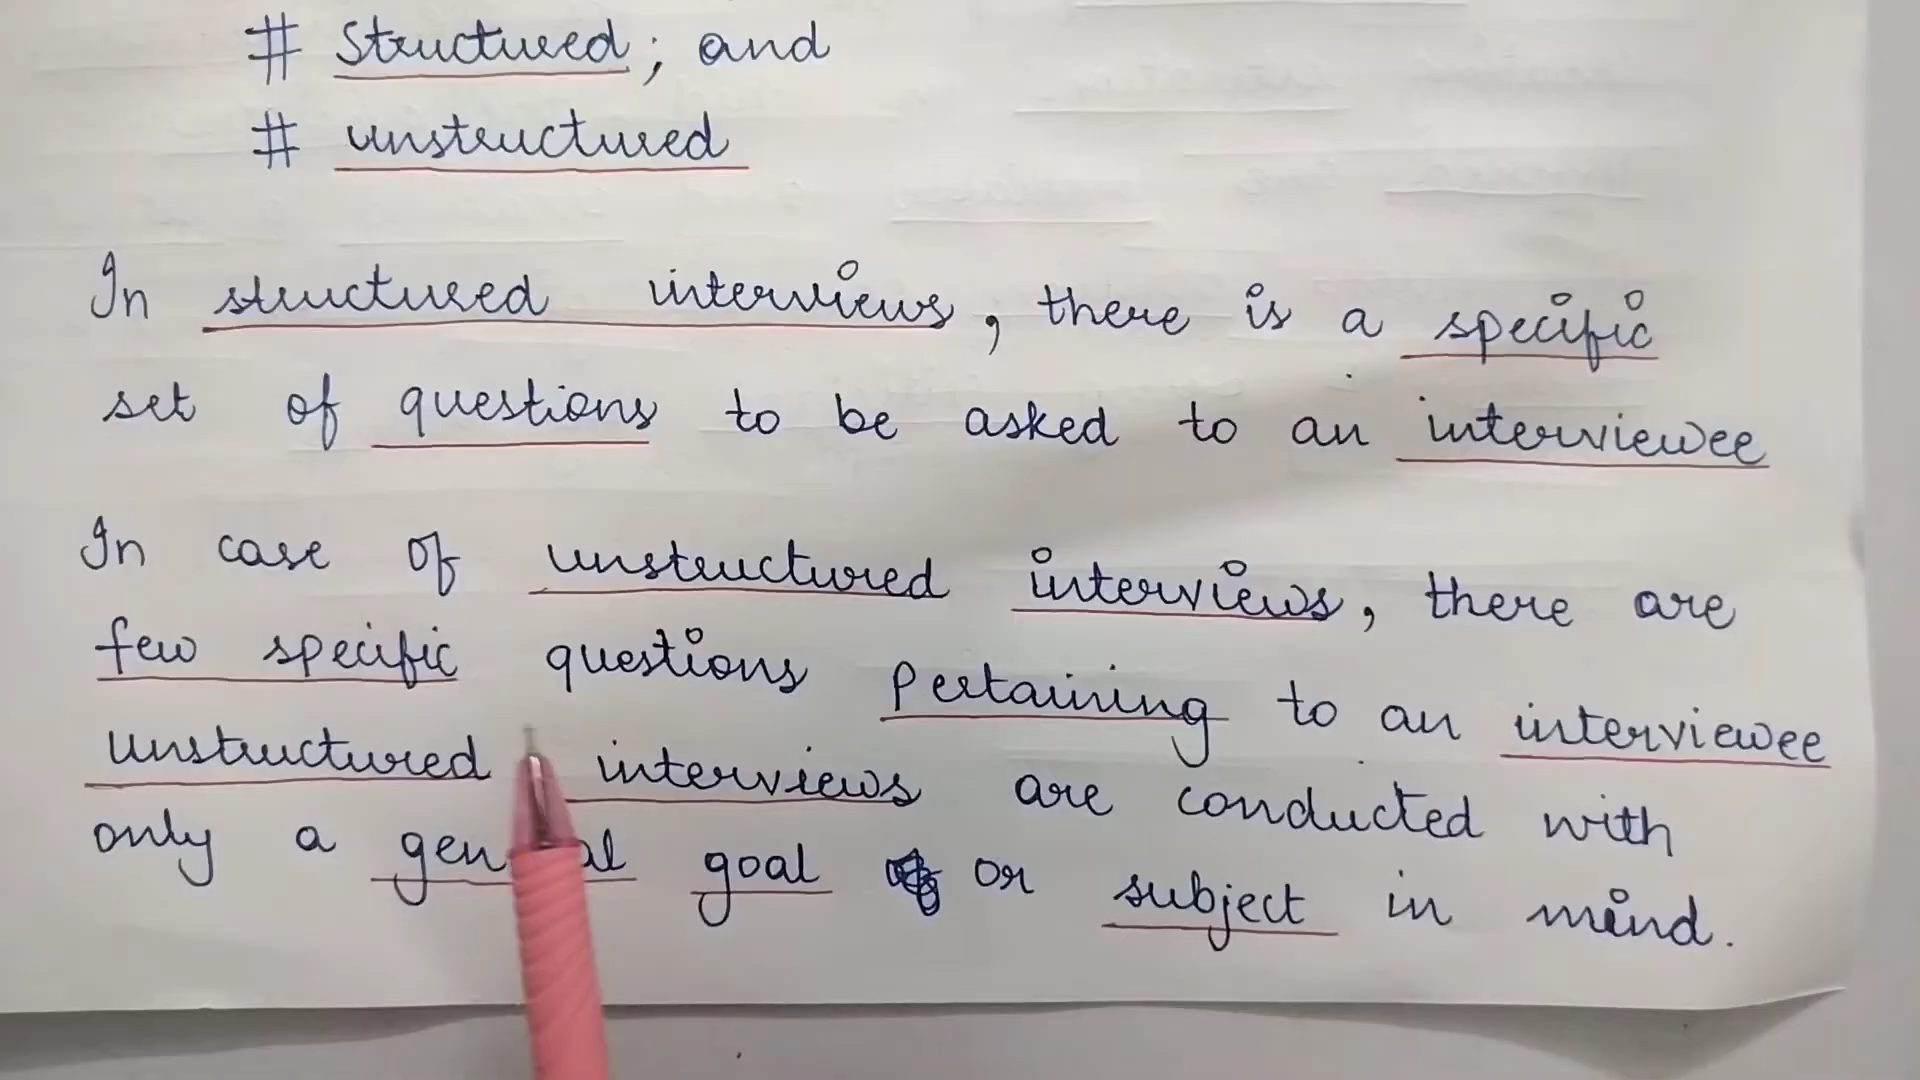 # Structured; and
# unstructured
In structured interviews, there is a specific
set of questions to be asked to an interviewee
In case of unstructured interviews, there are
few specific questions pertaining to an interviewee
unstructured interviews are conducted with
only a general goal or subject in mind.